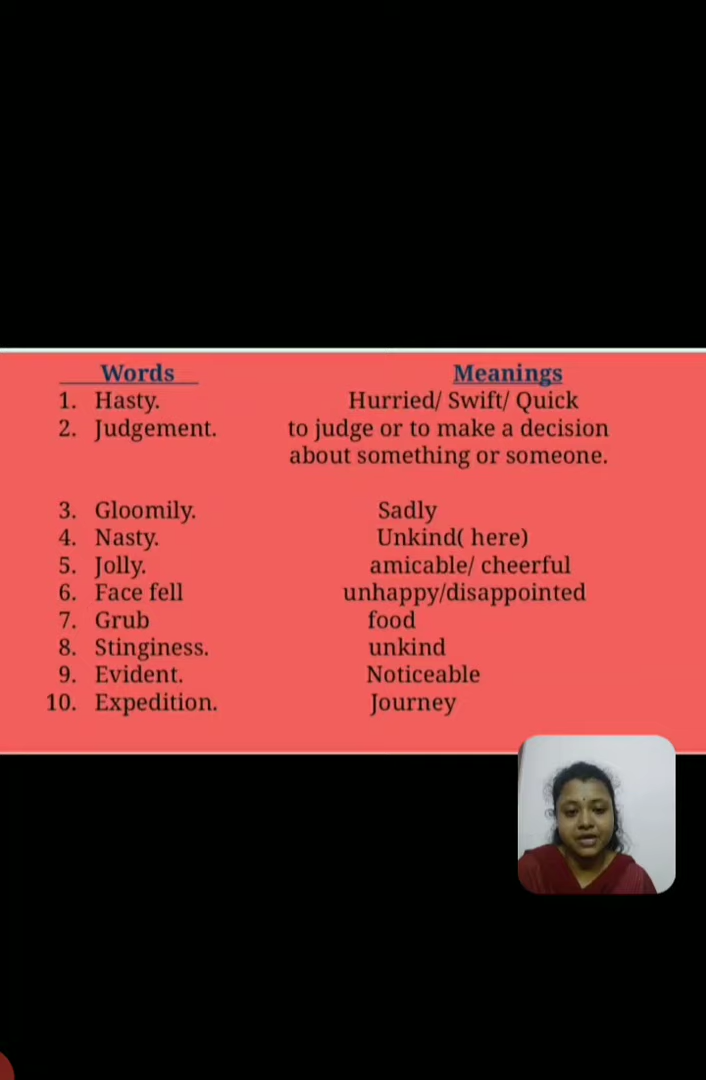 Words Meanings
1. Hasty. Hurried/ Swift/ Quick
2. Judgement. to judge or to make a decision
about something or someone.
3. Gloomily. Sadly
4. Nasty. Unkind( here)
5. Jolly. amicable/ cheerful
6. Face fell unhappy/disappointed
7. Grub food
8. Stinginess. unkind
9. Evident. Noticeable
10. Expedition. Journey